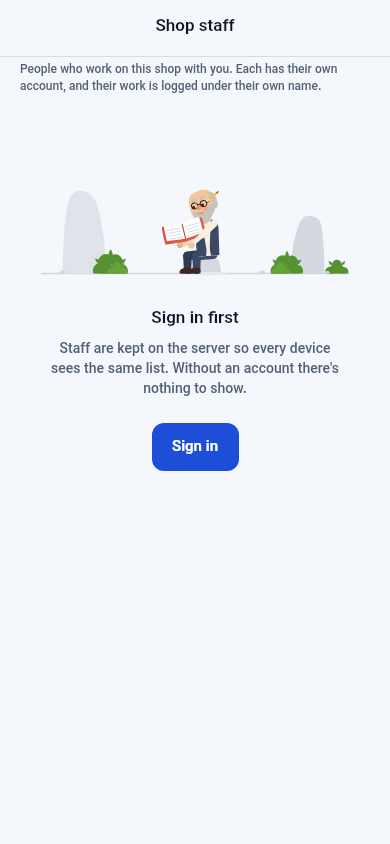 Shop staff
People who work on this shop with you. Each has their own
account, and their work is logged under their own name.
Sign in first
Staff are kept on the server so every device
sees the same list. Without an account there's
nothing to show.
Sign in